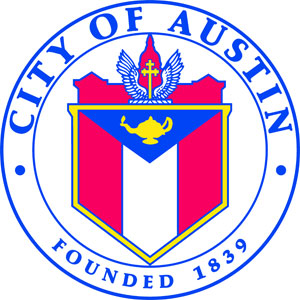 CITY OF AUSTIN
FOUNDED 1839